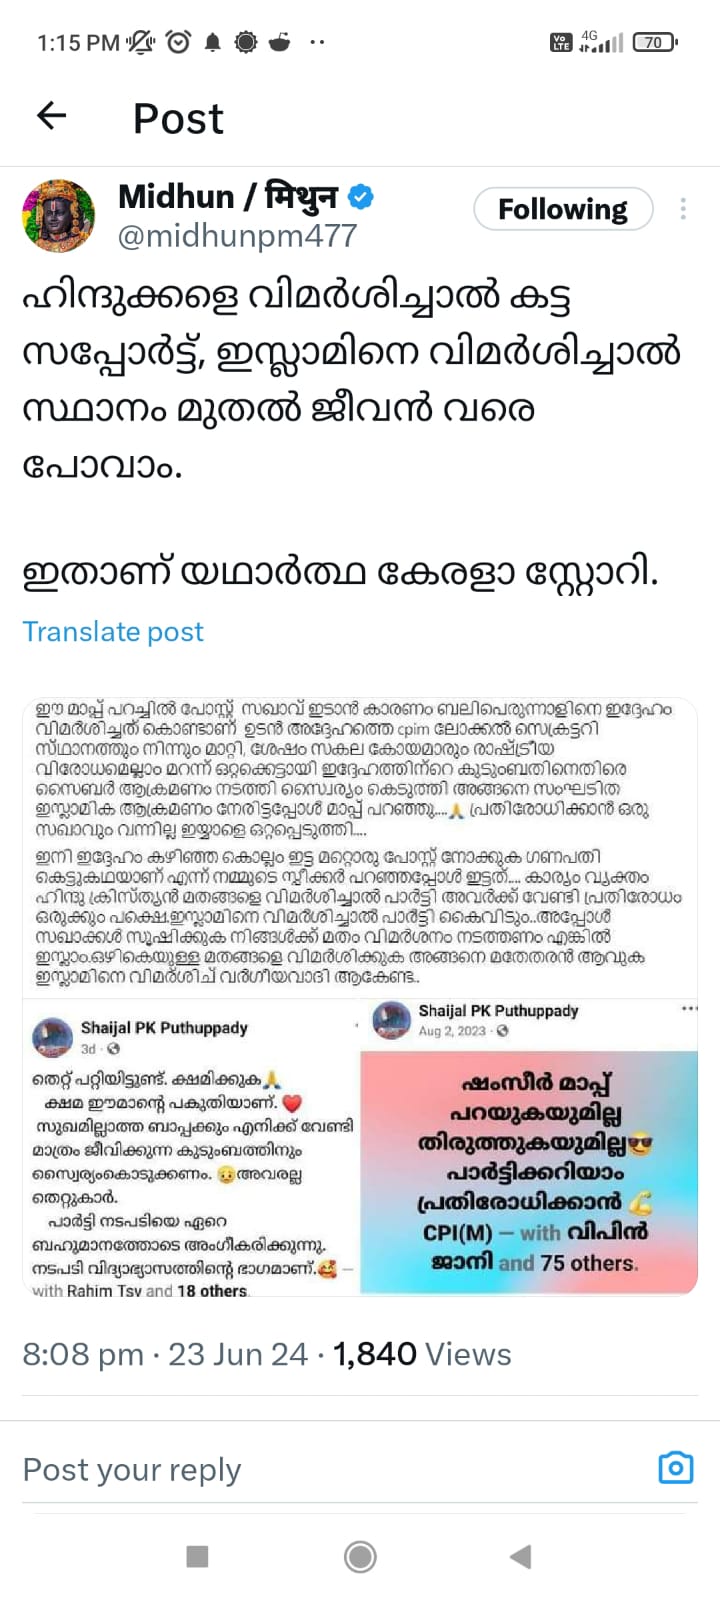 1:15 PM
4G
Vo
LTE
70
Post
Midhun / मिथुन
@midhunpm477
Following
ഹിന്ദുക്കളെ വിമർശിച്ചാൽ കട്ട
സപ്പോർട്ട്, ഇസ്ലാമിനെ വിമർശിച്ചാൽ
സ്ഥാനം മുതൽ ജീവൻ വരെ
പോവാം.
ഇതാണ് യഥാർത്ഥ കേരളാ സ്റ്റോറി.
Translate post
ഈ മാപ്പ് പറച്ചിൽ പോസ്റ്റ് സഖാവ് ഇടാൻ കാരണം ബലിപെരുന്നാളിനെ ഇദ്ദേഹം
വിമർശിച്ചത് കൊണ്ടാണ് ഉടൻ അദ്ദേഹത്തെ cpim ലോക്കൽ സെക്രട്ടറി
സ്ഥാനത്തും നിന്നും മാറ്റി, ശേഷം സകല കോയമാരും രാഷ്ട്രീയ
വിരോധമെല്ലാം മറന്ന് ഒറ്റക്കെട്ടായി ഇദ്ദേഹത്തിൻറെ കുടുംബതിനെതിരെ
സൈബർ ആക്രമണം നടത്തി സ്വൈര്യം കെടുത്തി അങ്ങനെ സംഘടിത
ഇസ്ലാമിക ആക്രമണം നേരിട്ടപ്പോൾ മാപ്പ് പറഞ്ഞു....🙏 പ്രതിരോധിക്കാൻ ഒരു
സഖാവും വന്നില്ല ഇയ്യാളെ ഒറ്റപ്പെടുത്തി....
ഇനി ഇദ്ദേഹം കഴിഞ്ഞ കൊല്ലം ഇട്ട മറ്റൊരു പോസ്റ്റ് നോക്കുക ഗണപതി
കെട്ടുകഥയാണ് എന്ന് നമ്മുടെ സ്പീക്കർ പറഞ്ഞപ്പോൾ ഇട്ടത്... കാര്യം വ്യക്തം
ഹിന്ദു ക്രിസ്ത്യൻ മതങ്ങളെ വിമർശിച്ചാൽ പാർട്ടി അവർക്ക് വേണ്ടി പ്രതിരോധം
ഒരുക്കും പക്ഷെ.ഇസ്ലാമിനെ വിമർശിച്ചാൽ പാർട്ടി കൈവിടും..അപ്പോൾ
സഖാക്കൾ സൂഷിക്കുക നിങ്ങൾക്ക് മതം വിമർശനം നടത്തണം എങ്കിൽ
ഇസ്ലാം.ഒഴികെയുള്ള മതങ്ങളെ വിമർശിക്കുക അങ്ങനെ മതേതരൻ ആവുക
ഇസ്ലാമിനെ വിമർശിച് വർഗീയവാദി ആകേണ്ട..
Shaijal PK Puthuppady
3d ·
തെറ്റ് പറ്റിയിട്ടുണ്ട്. ക്ഷമിക്കുക🙏
ക്ഷമ ഈമാന്റെ പകുതിയാണ്. ❤️
സുഖമില്ലാത്ത ബാപ്പക്കും എനിക്ക് വേണ്ടി
മാത്രം ജീവിക്കുന്ന കുടുംബത്തിനും
സ്വൈര്യംകൊടുക്കണം. 😥അവരല്ല
തെറ്റുകാർ.
പാർട്ടി നടപടിയെ ഏറെ
ബഹുമാനത്തോടെ അംഗീകരിക്കുന്നു.
നടപടി വിദ്യാഭ്യാസത്തിന്റെ ഭാഗമാണ്.🥰 —
with Rahim Tsy and 18 others.
Shaijal PK Puthuppady
Aug 2, 2023 ·
ഷംസീർ മാപ്പ്
പറയുകയുമില്ല
തിരുത്തുകയുമില്ല😎
പാർട്ടിക്കറിയാം
പ്രതിരോധിക്കാൻ 💪
CPI(M) — with വിപിൻ
ജാനി and 75 others.
8:08 pm · 23 Jun 24 · 1,840 Views
Post your reply